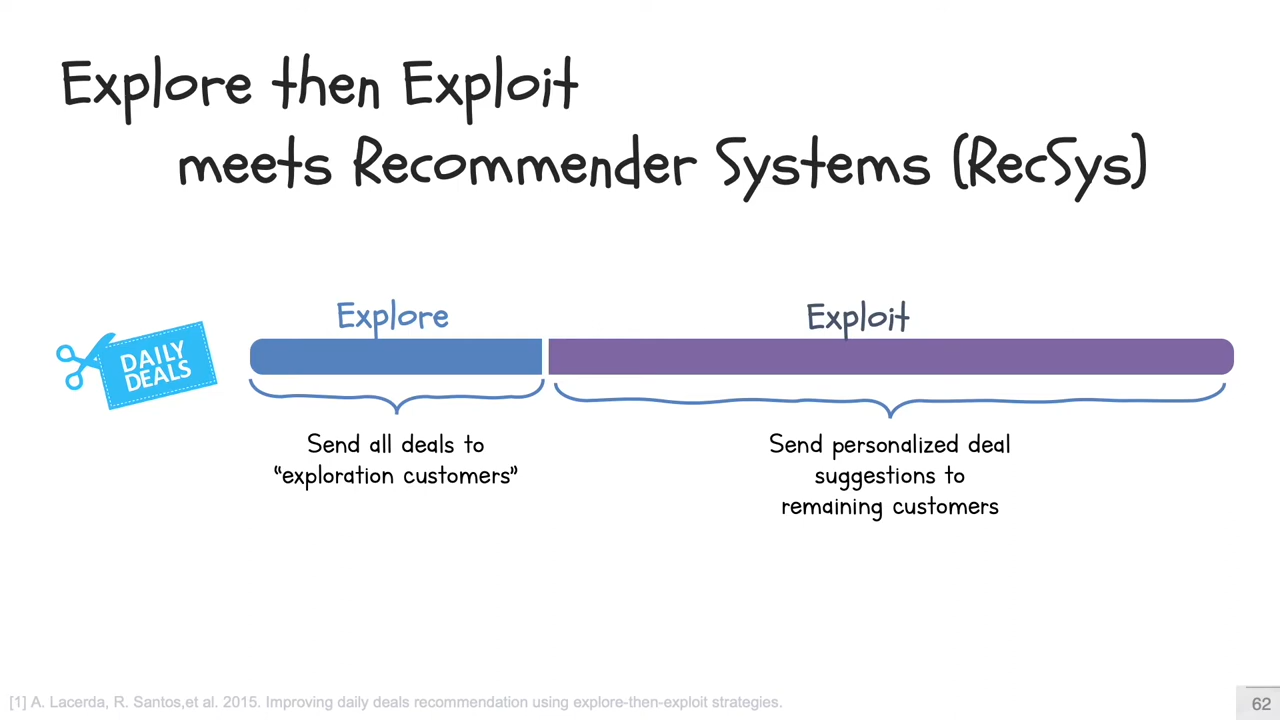 Explore then Exploit
meets Recommender Systems (RecSys)
Explore
Exploit
DAILY
DEALS
Send all deals to
“exploration customers”
Send personalized deal
suggestions to
remaining customers
[1] A. Lacerda, R. Santos,et al. 2015. Improving daily deals recommendation using explore-then-exploit strategies.
62